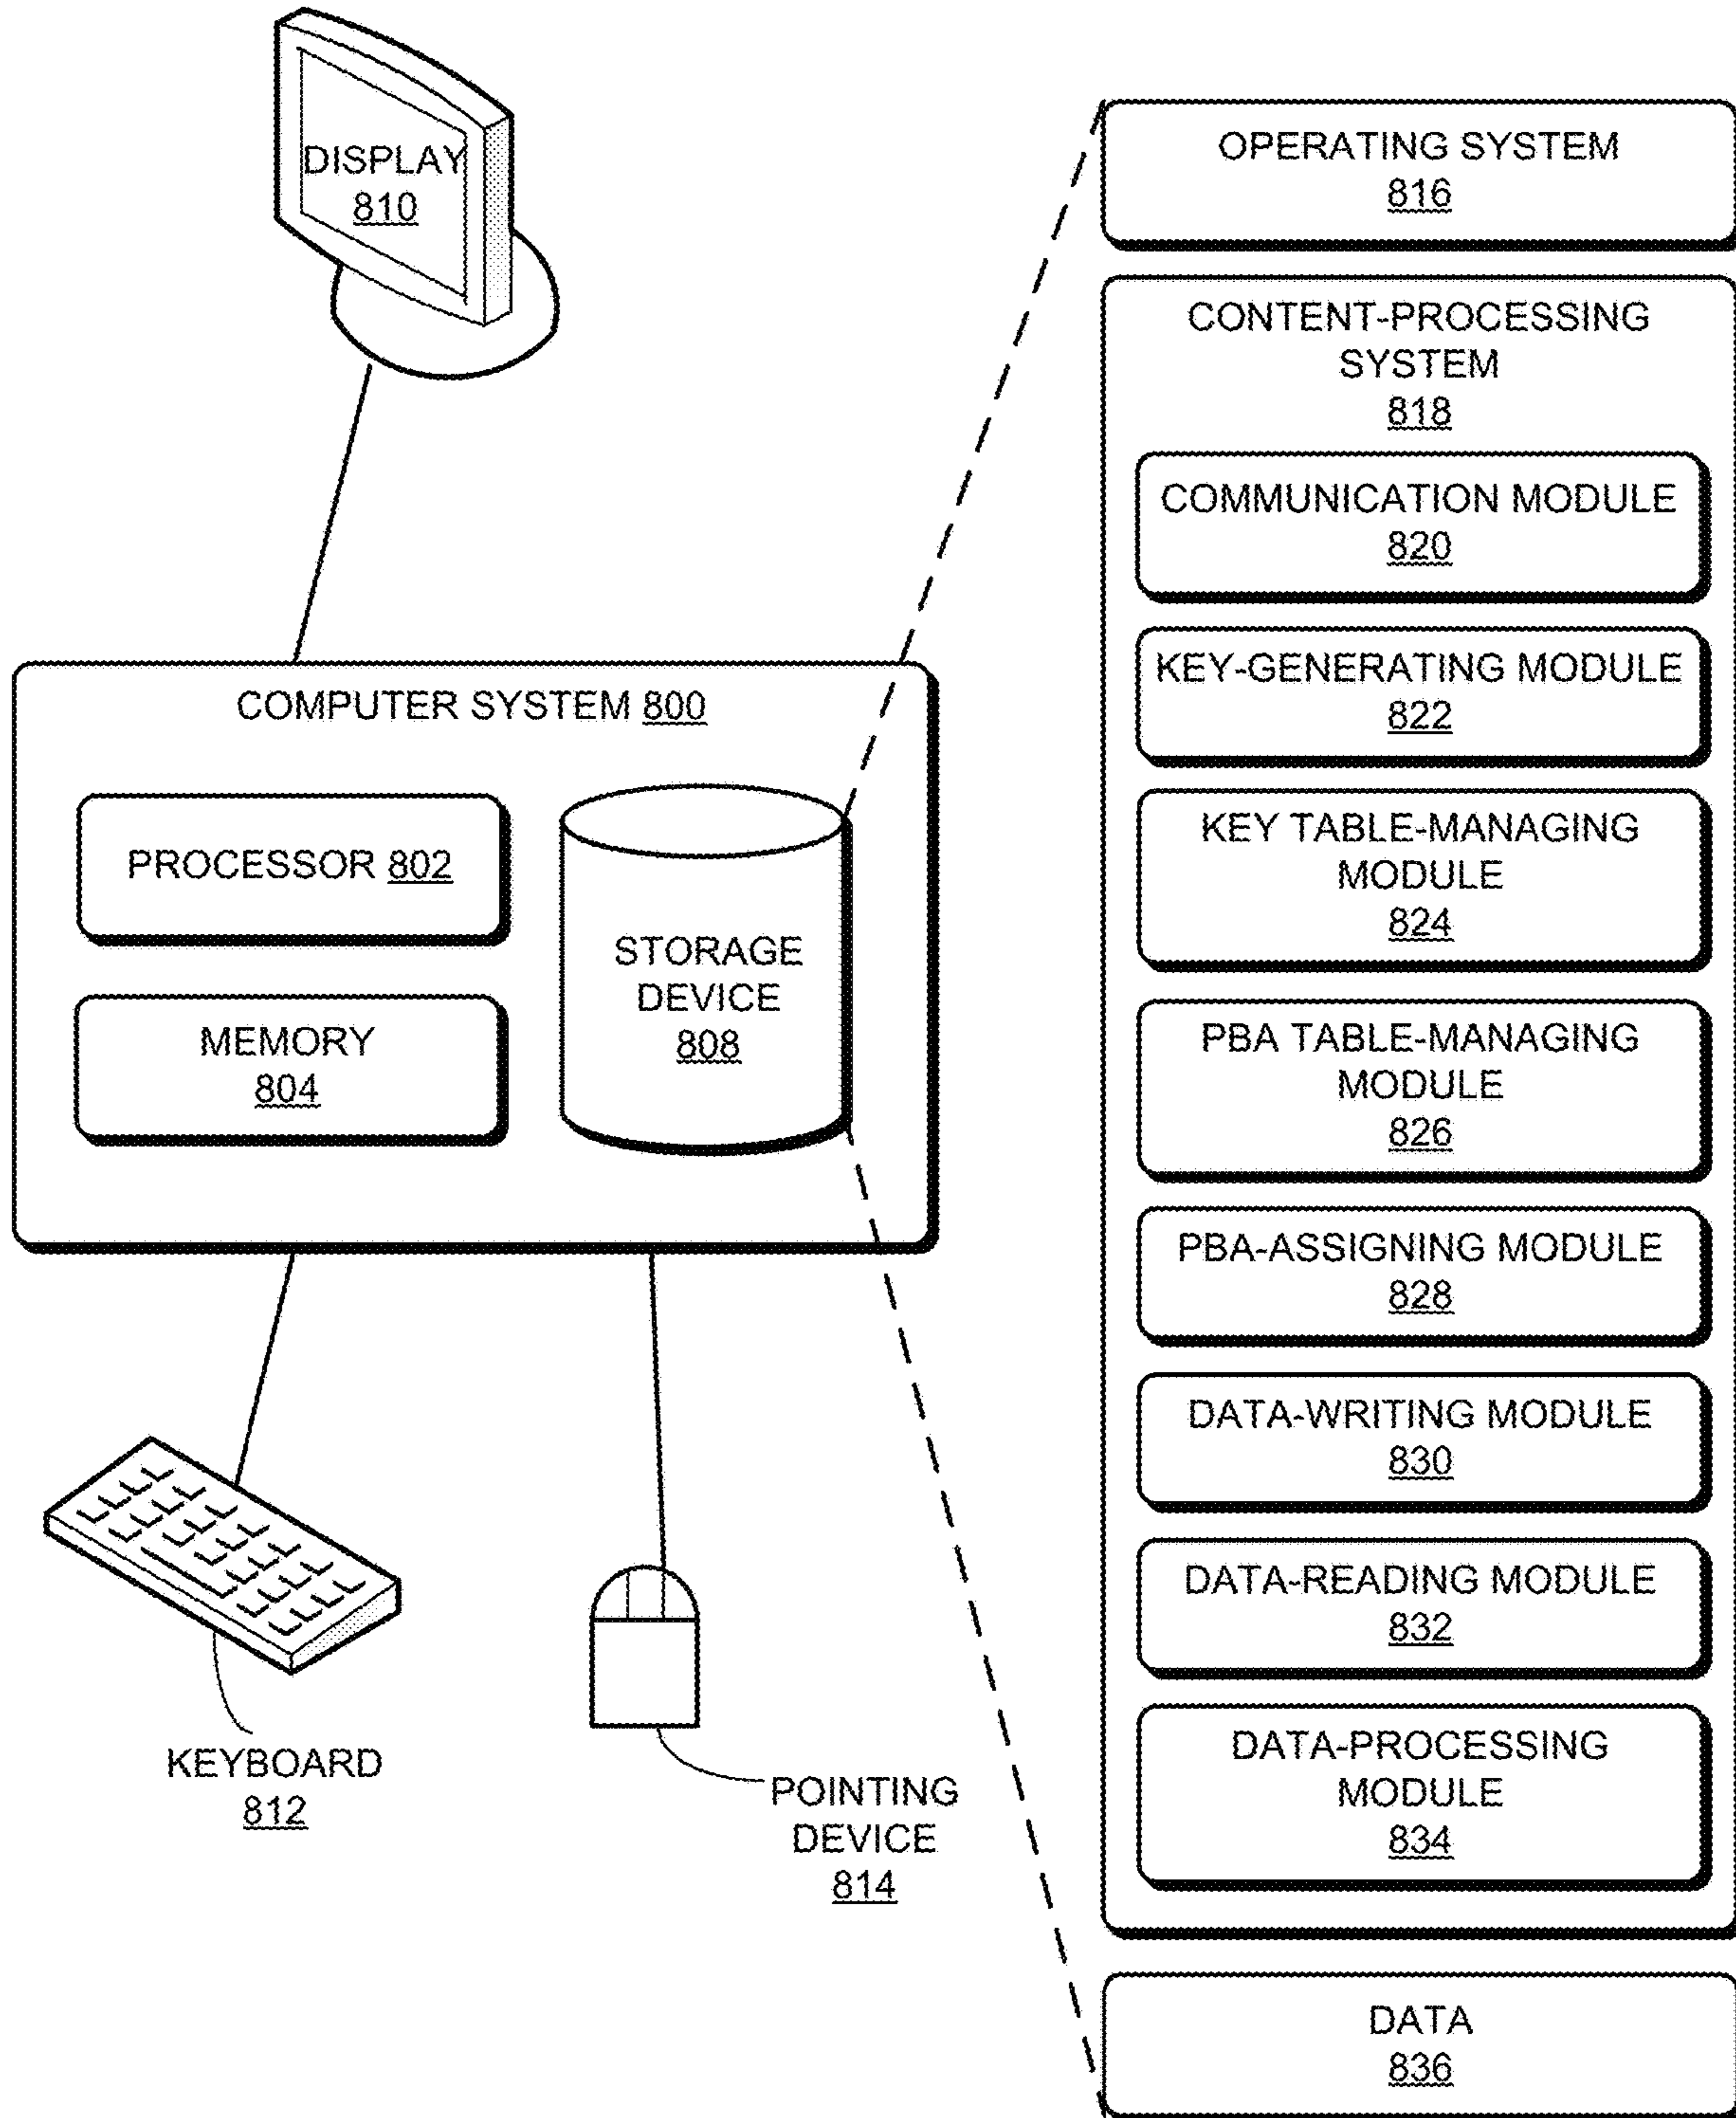 DISPLAY
810
COMPUTER SYSTEM 800
PROCESSOR 802
MEMORY
804
STORAGE
DEVICE
808
KEYBOARD
812
POINTING
DEVICE
814
OPERATING SYSTEM
816
CONTENT-PROCESSING
SYSTEM
818
COMMUNICATION MODULE
820
KEY-GENERATING MODULE
822
KEY TABLE-MANAGING
MODULE
824
PBA TABLE-MANAGING
MODULE
826
PBA-ASSIGNING MODULE
828
DATA-WRITING MODULE
830
DATA-READING MODULE
832
DATA-PROCESSING
MODULE
834
DATA
836